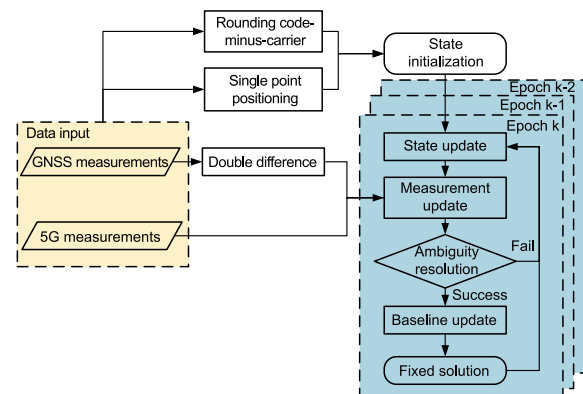 Rounding code-
minus-carrier
State
initialization
Single point
positioning
Epoch k-2
Epoch k-1
Epoch k
Data input
GNSS measurements
Double difference
State update
Measurement
update
5G measurements
Ambiguity
resolution
Fail
Success
Baseline update
Fixed solution